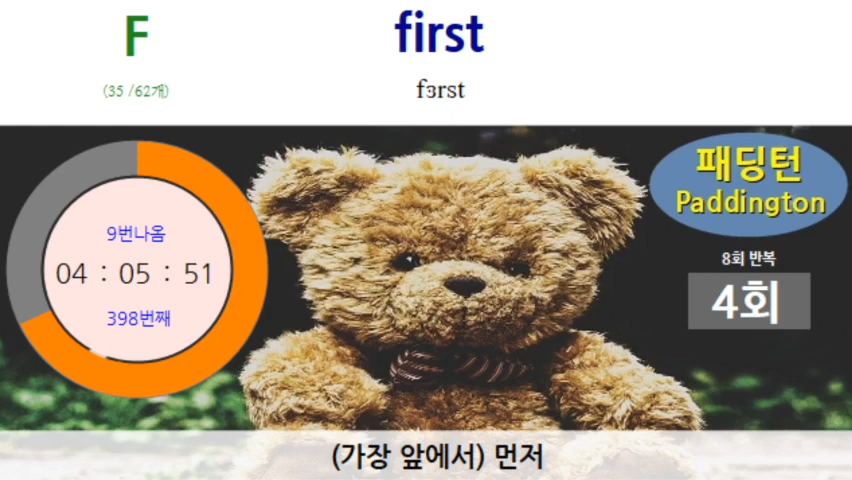 F
first
(35 /62개)
fɜrst
패딩턴
Paddington
9번나옴
04 : 05 : 51
398번째
8회 반복
4회
(가장 앞에서) 먼저